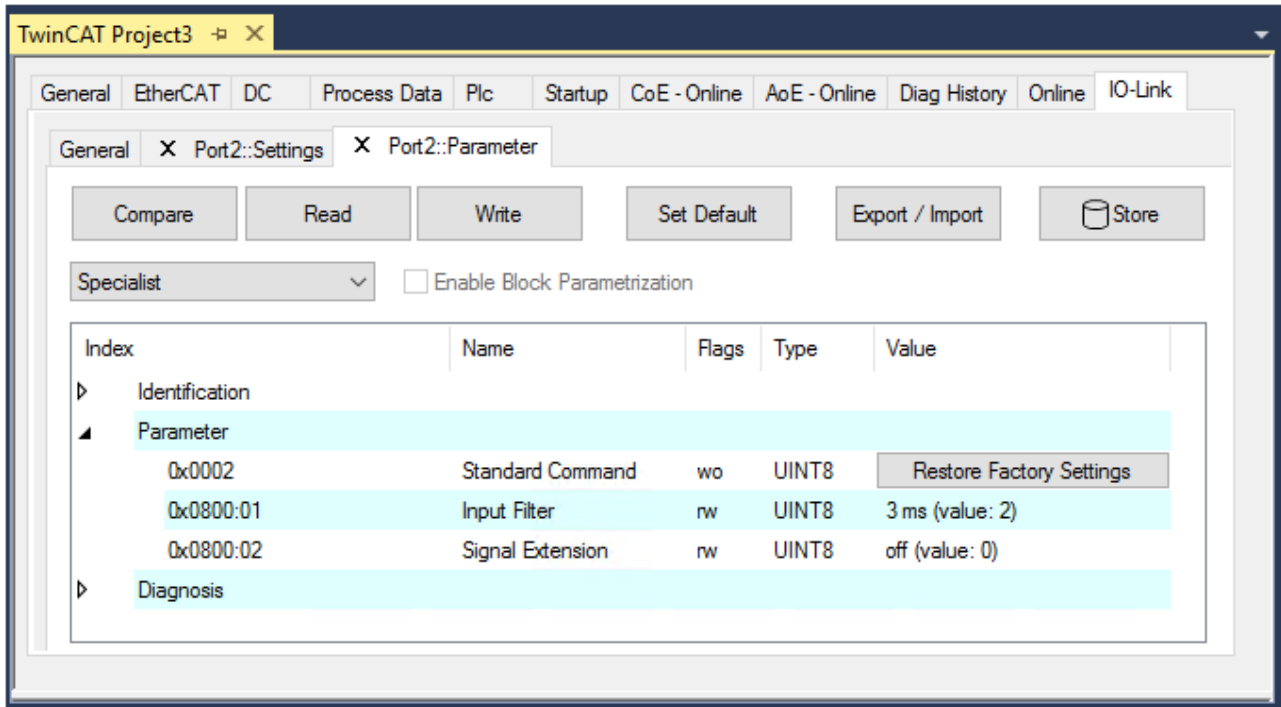 TwinCAT Project3
General EtherCAT DC Process Data Plc Startup CoE - Online AoE - Online Diag History Online IO-Link
General X Port2::Settings X Port2::Parameter
Compare Read Write Set Default Export / Import Store
Specialist Enable Block Parametrization
Index Name Flags Type Value
Identification
Parameter
0x0002 Standard Command wo UINT8 Restore Factory Settings
0x0800:01 Input Filter rw UINT8 3 ms (value: 2)
0x0800:02 Signal Extension rw UINT8 off (value: 0)
Diagnosis